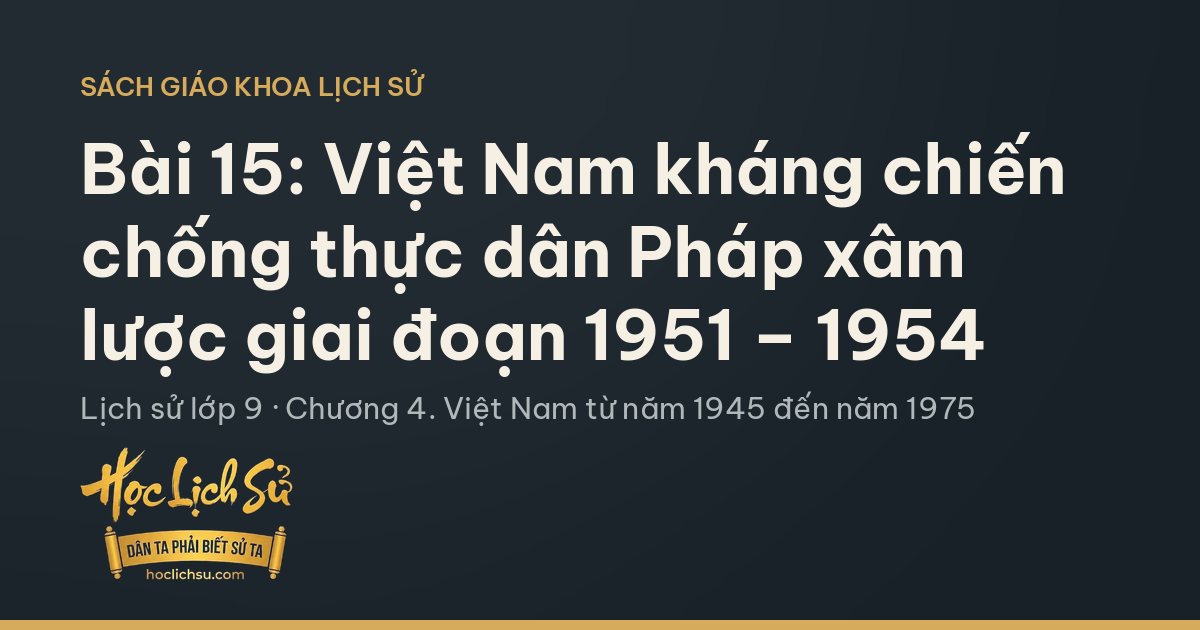 SÁCH GIÁO KHOA LỊCH SỬ
Bài 15: Việt Nam kháng chiến
chống thực dân Pháp xâm
lược giai đoạn 1951 – 1954
Lịch sử lớp 9 · Chương 4. Việt Nam từ năm 1945 đến năm 1975
Học Lịch Sử
DÂN TA PHẢI BIẾT SỬ TA
hoclichsu.com